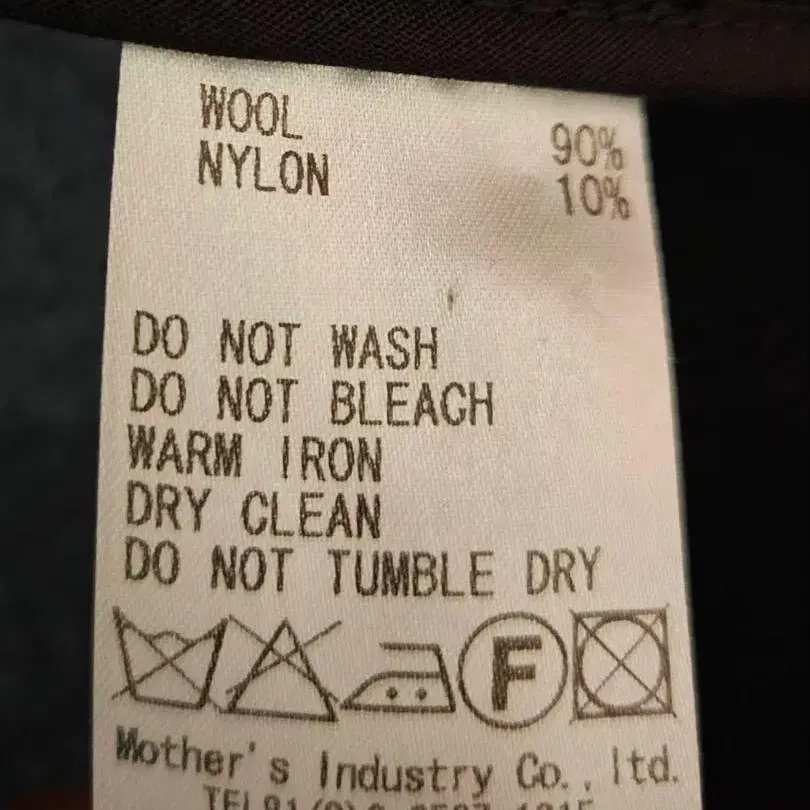 WOOL 90%
NYLON 10%
DO NOT WASH
DO NOT BLEACH
WARM IRON
DRY CLEAN
DO NOT TUMBLE DRY
F
Mother's Industry Co., ltd.